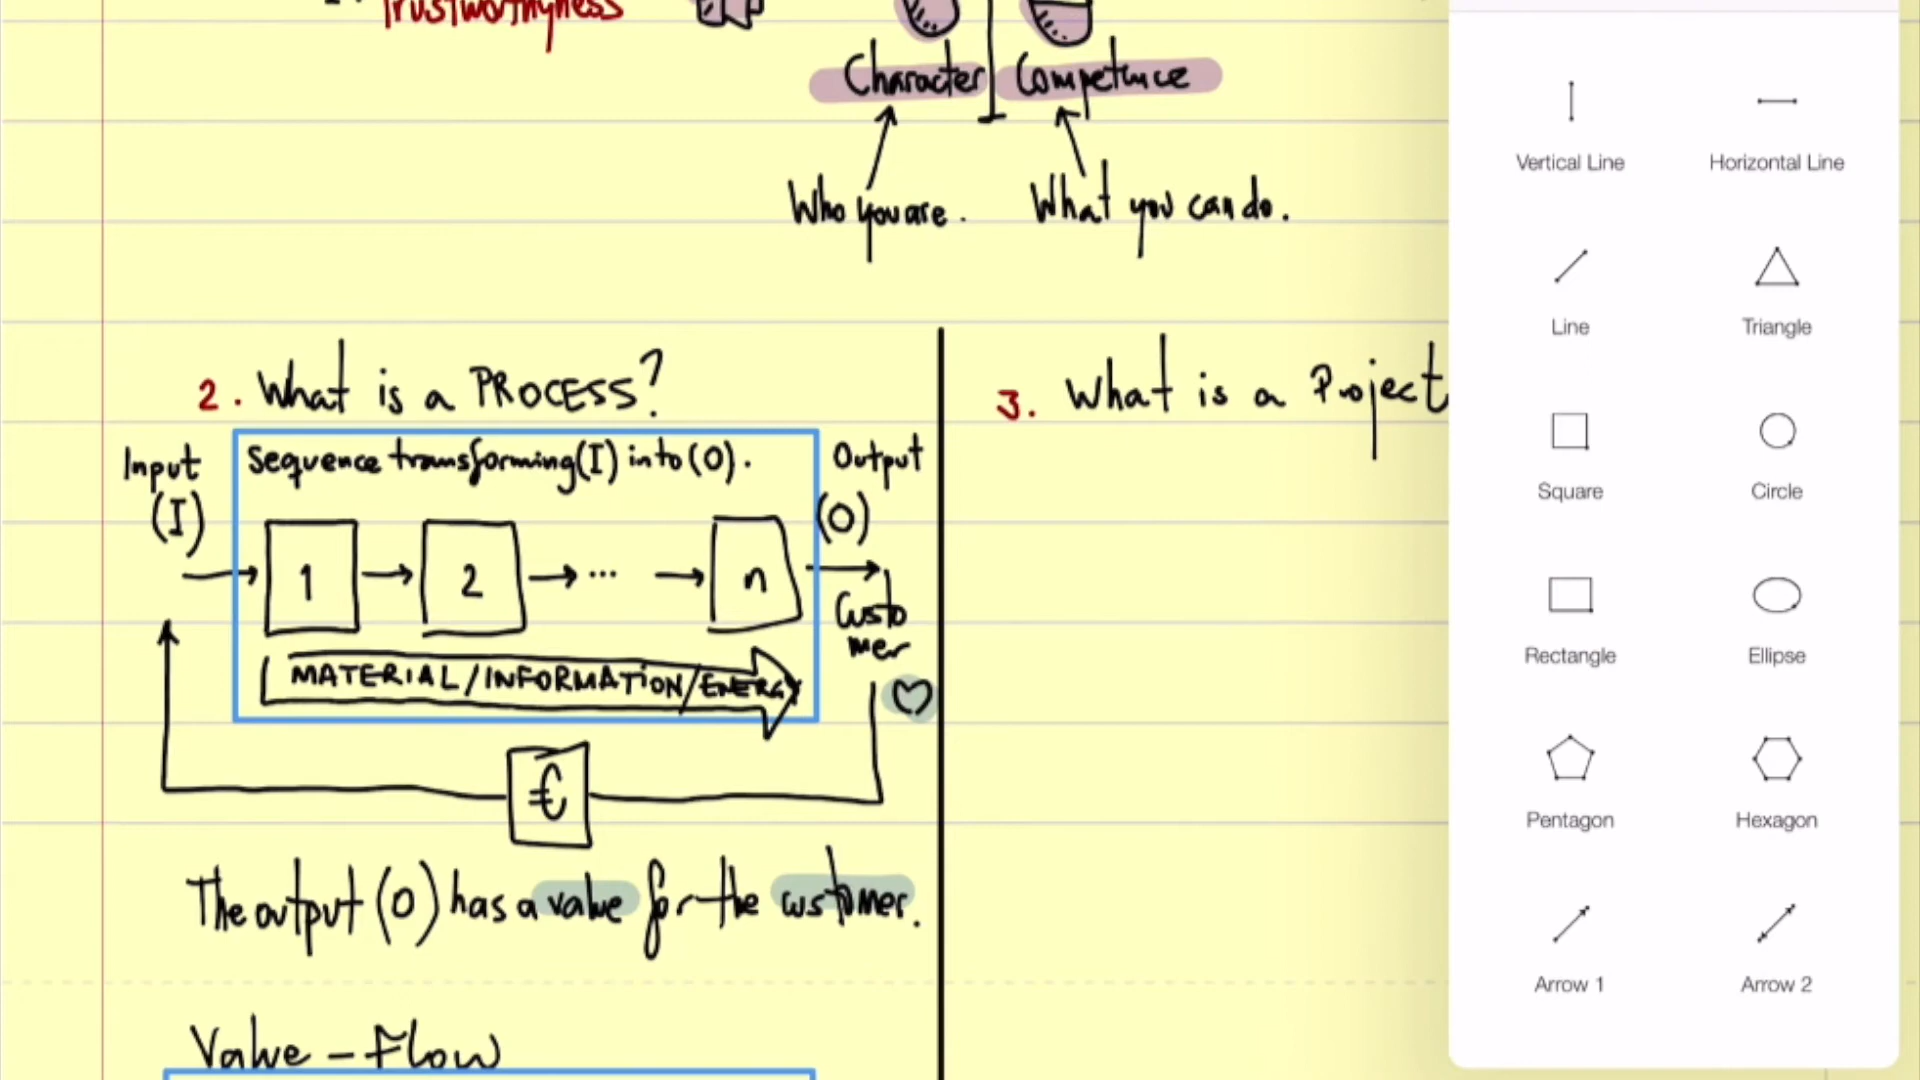 Trustworthyness
Character Competence
Who you are. What you can do.
2. What is a PROCESS?
Input
(I)
Sequence transforming (I) into (O).
Output
(O)
1 2 ... n
Customer
MATERIAL/INFORMATION/ENERGY
€
The output (O) has a value for the customer.
Value - Flow
3. What is a Project
Vertical Line Horizontal Line
Line Triangle
Square Circle
Rectangle Ellipse
Pentagon Hexagon
Arrow 1 Arrow 2